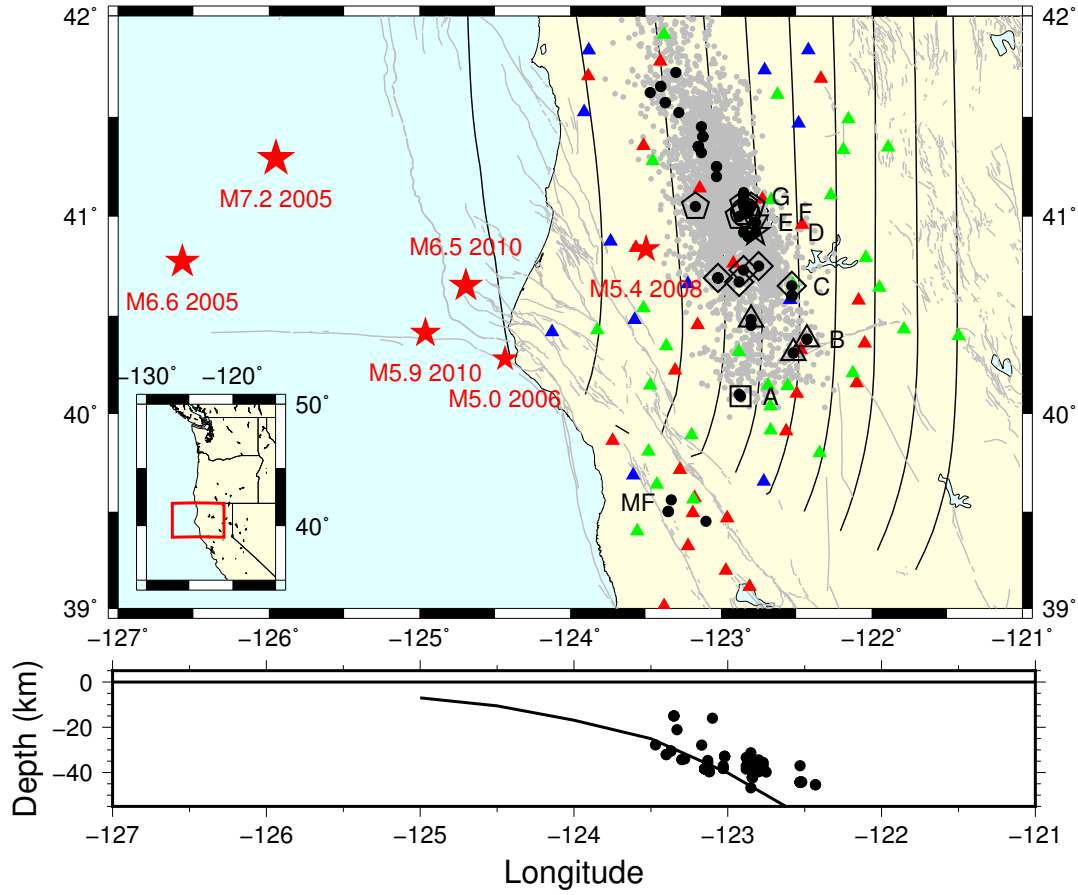 42˚ 42˚
M7.2 2005
G
F
41˚ 41˚
E
D
M6.5 2010
M5.4 2008
M6.6 2005
C
B
M5.9 2010
−130˚ −120˚
M5.0 2006
50˚
A
40˚ 40˚
MF
40˚
39˚ 39˚
−127˚ −126˚ −125˚ −124˚ −123˚ −122˚ −121˚
Depth (km)
0
−20
−40
−127 −126 −125 −124 −123 −122 −121
Longitude